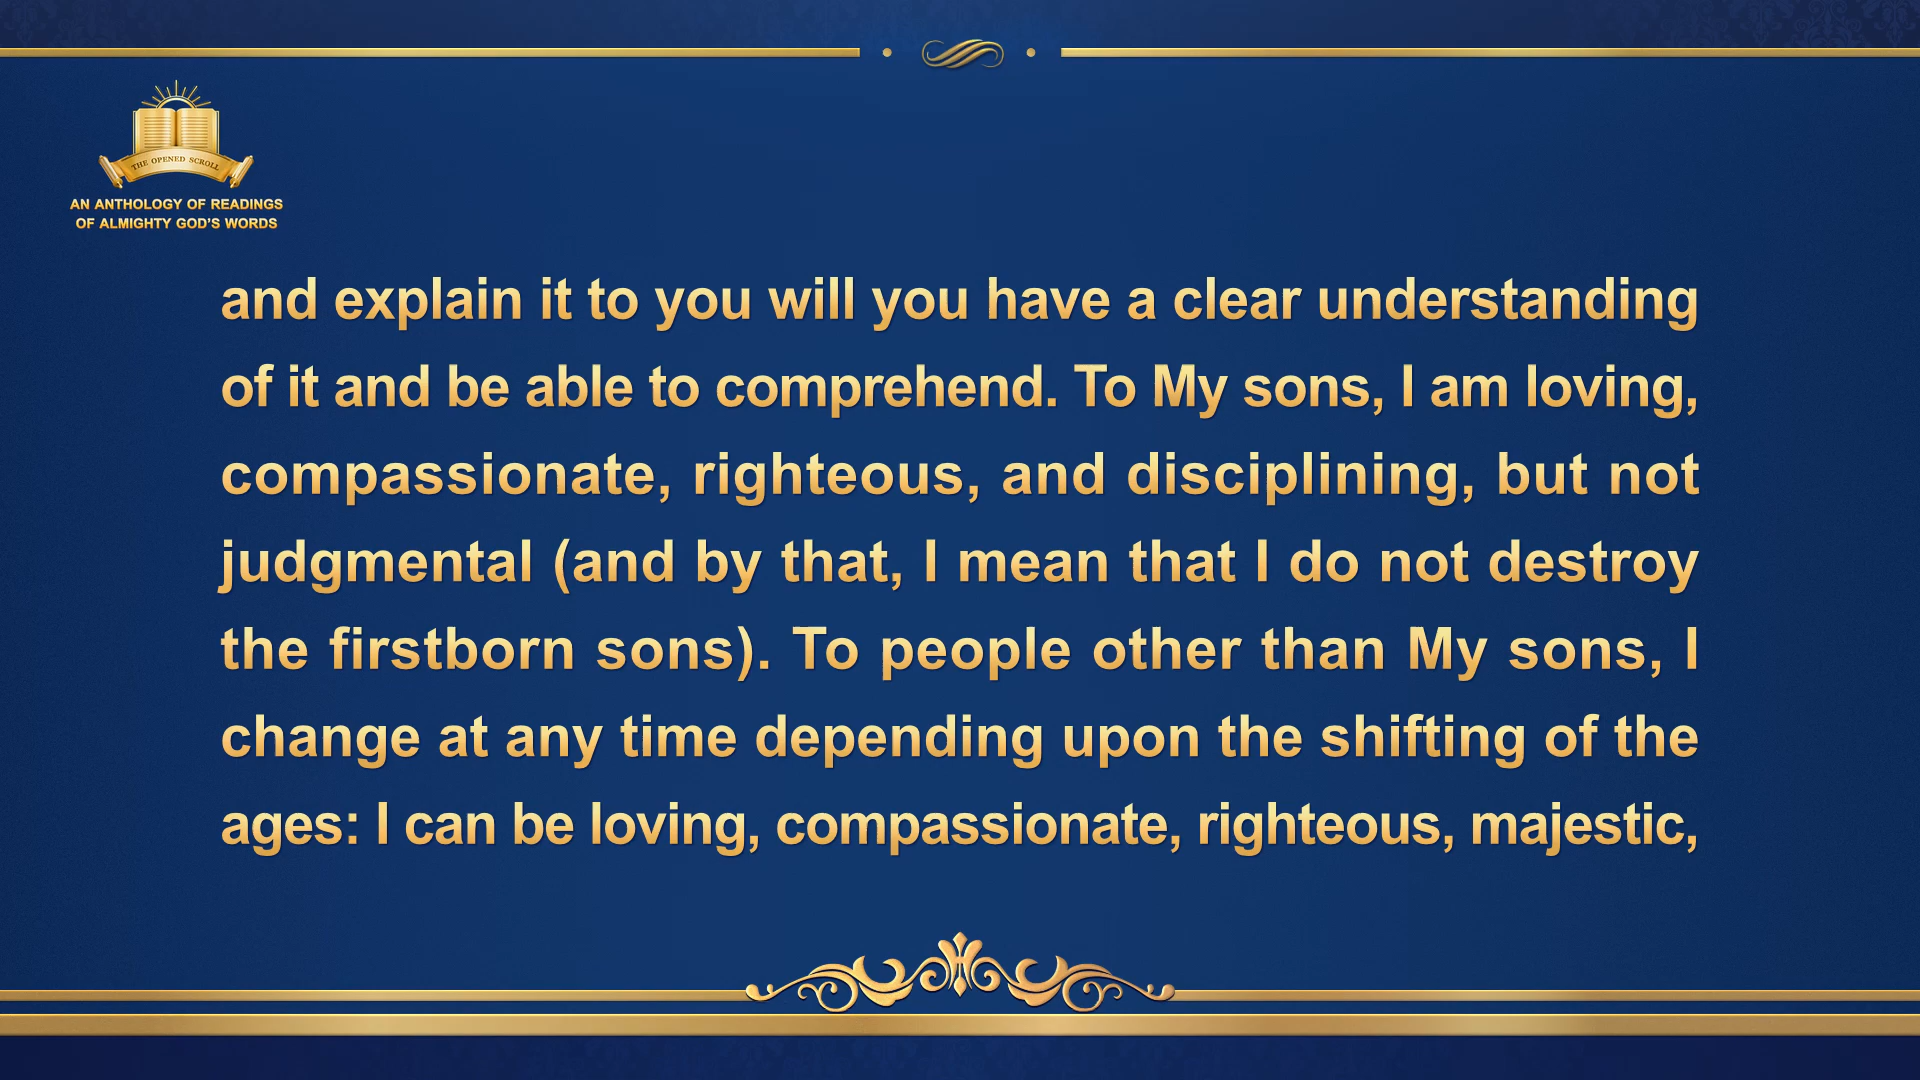 THE OPENED SCROLL
AN ANTHOLOGY OF READINGS
OF ALMIGHTY GOD'S WORDS
and explain it to you will you have a clear understanding
of it and be able to comprehend. To My sons, I am loving,
compassionate, righteous, and disciplining, but not
judgmental (and by that, I mean that I do not destroy
the firstborn sons). To people other than My sons, I
change at any time depending upon the shifting of the
ages: I can be loving, compassionate, righteous, majestic,